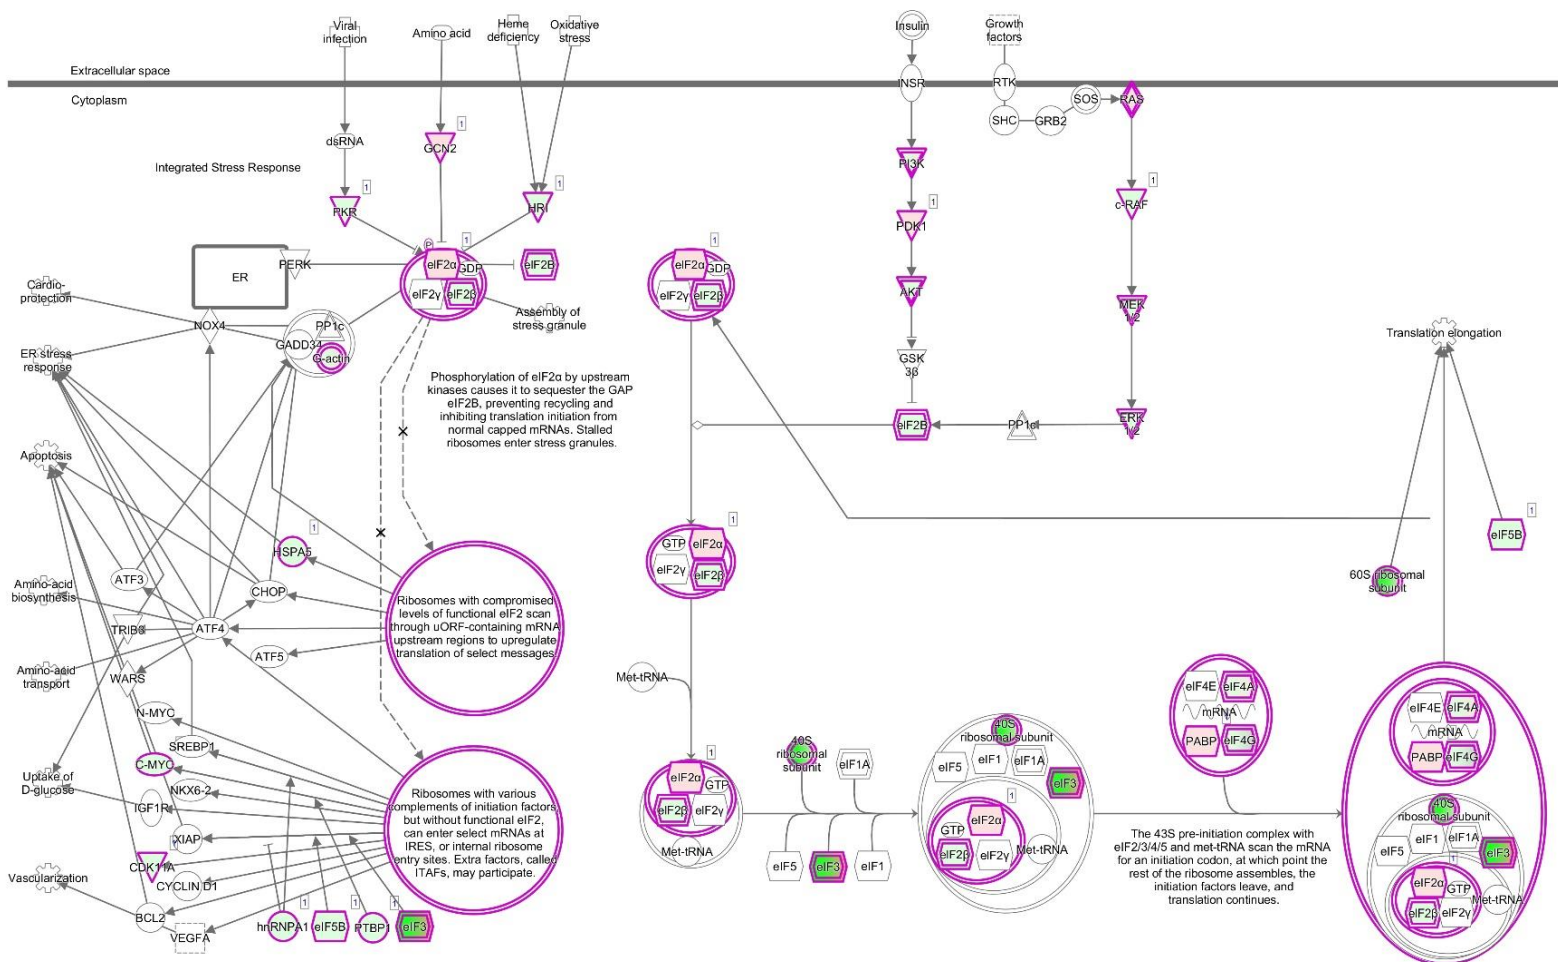 Viral
infection
Amino acid
Heme
deficiency
Oxidative
stress
Insulin
Growth
factors
Extracellular space
Cytoplasm
INSR
RTK
SOS
RAS
SHC
GRB2
dsRNA
GCN2
1
Integrated Stress Response
PI3K
PKR
1
HRI
1
PDK1
1
c-RAF
1
P
1
1
ER
PERK
eIF2α
GDP
eIF2γ
eIF2β
eIF2B
eIF2α
GDP
eIF2γ
eIF2β
AKT
MEK
1/2
Cardio-
protection
Assembly of
stress granule
NOX4
PP1c
GADD34
G-actin
ER stress
response
GSK
3β
Translation elongation
Phosphorylation of eIF2α by upstream
kinases causes it to sequester the GAP
eIF2B, preventing recycling and
inhibiting translation initiation from
normal capped mRNAs. Stalled
ribosomes enter stress granules.
eIF2B
PP1c
ERK
1/2
Apoptosis
HSPA5
1
1
GTP
eIF2α
eIF2γ
eIF2β
eIF5B
1
60S ribosomal
subunit
ATF3
Amino-acid
biosynthesis
CHOP
TRIB3
ATF4
ATF5
Ribosomes with compromised
levels of functional eIF2 scan
through uORF-containing mRNA
upstream regions to upregulate
translation of select messages
Amino-acid
transport
WARS
Met-tRNA
eIF4E
eIF4A
mRNA
PABP
eIF4G
N-MYC
SREBP1
C-MYC
Uptake of
D-glucose
NKX6-2
IGF1R
XIAP
CDK11A
1
CYCLIN D1
Vascularization
BCL2
VEGFA
Ribosomes with various
complements of initiation factors,
but without functional eIF2,
can enter select mRNAs at
IRES, or internal ribosome
entry sites. Extra factors, called
ITAFs, may participate.
hnRNPA1
1
eIF5B
1
PTBP1
1
eIF3
1
eIF2α
GTP
eIF2β
eIF2γ
Met-tRNA
40S
ribosomal
subunit
eIF1A
eIF5
eIF3
eIF1
40S
ribosomal subunit
eIF5
eIF1
eIF1A
eIF3
1
eIF2α
GTP
eIF2β
eIF2γ
Met-tRNA
The 43S pre-initiation complex with
eIF2/3/4/5 and met-tRNA scan the mRNA
for an initiation codon, at which point the
rest of the ribosome assembles, the
initiation factors leave, and
translation continues.
eIF4E
eIF4A
mRNA
PABP
eIF4G
40S
ribosomal subunit
eIF1
eIF1A
eIF5
eIF3
1
eIF2α
GTP
eIF2β
eIF2γ
Met-tRNA